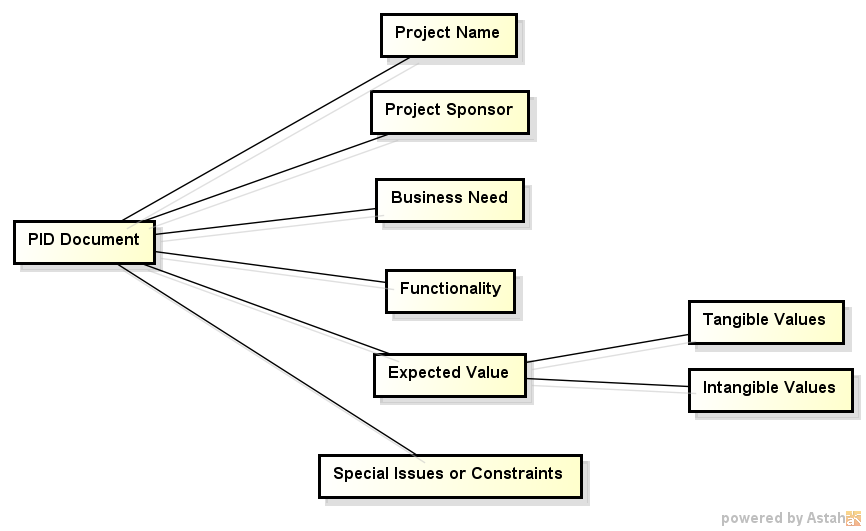 Project Name
Project Sponsor
Business Need
PID Document
Functionality
Tangible Values
Expected Value
Intangible Values
Special Issues or Constraints
powered by Astah